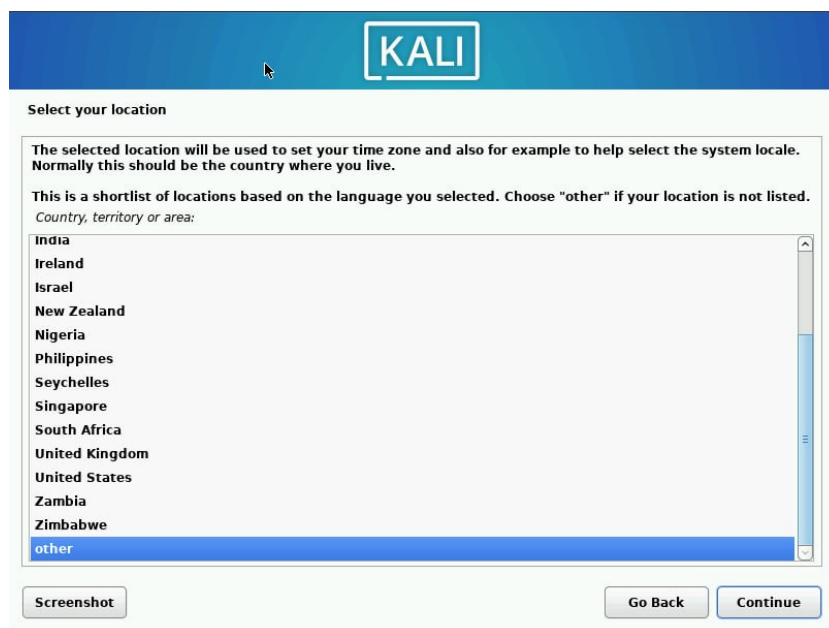 KALI
Select your location
The selected location will be used to set your time zone and also for example to help select the system locale.
Normally this should be the country where you live.
This is a shortlist of locations based on the language you selected. Choose "other" if your location is not listed.
Country, territory or area:
India
Ireland
Israel
New Zealand
Nigeria
Philippines
Seychelles
Singapore
South Africa
United Kingdom
United States
Zambia
Zimbabwe
other
Screenshot
Go Back
Continue